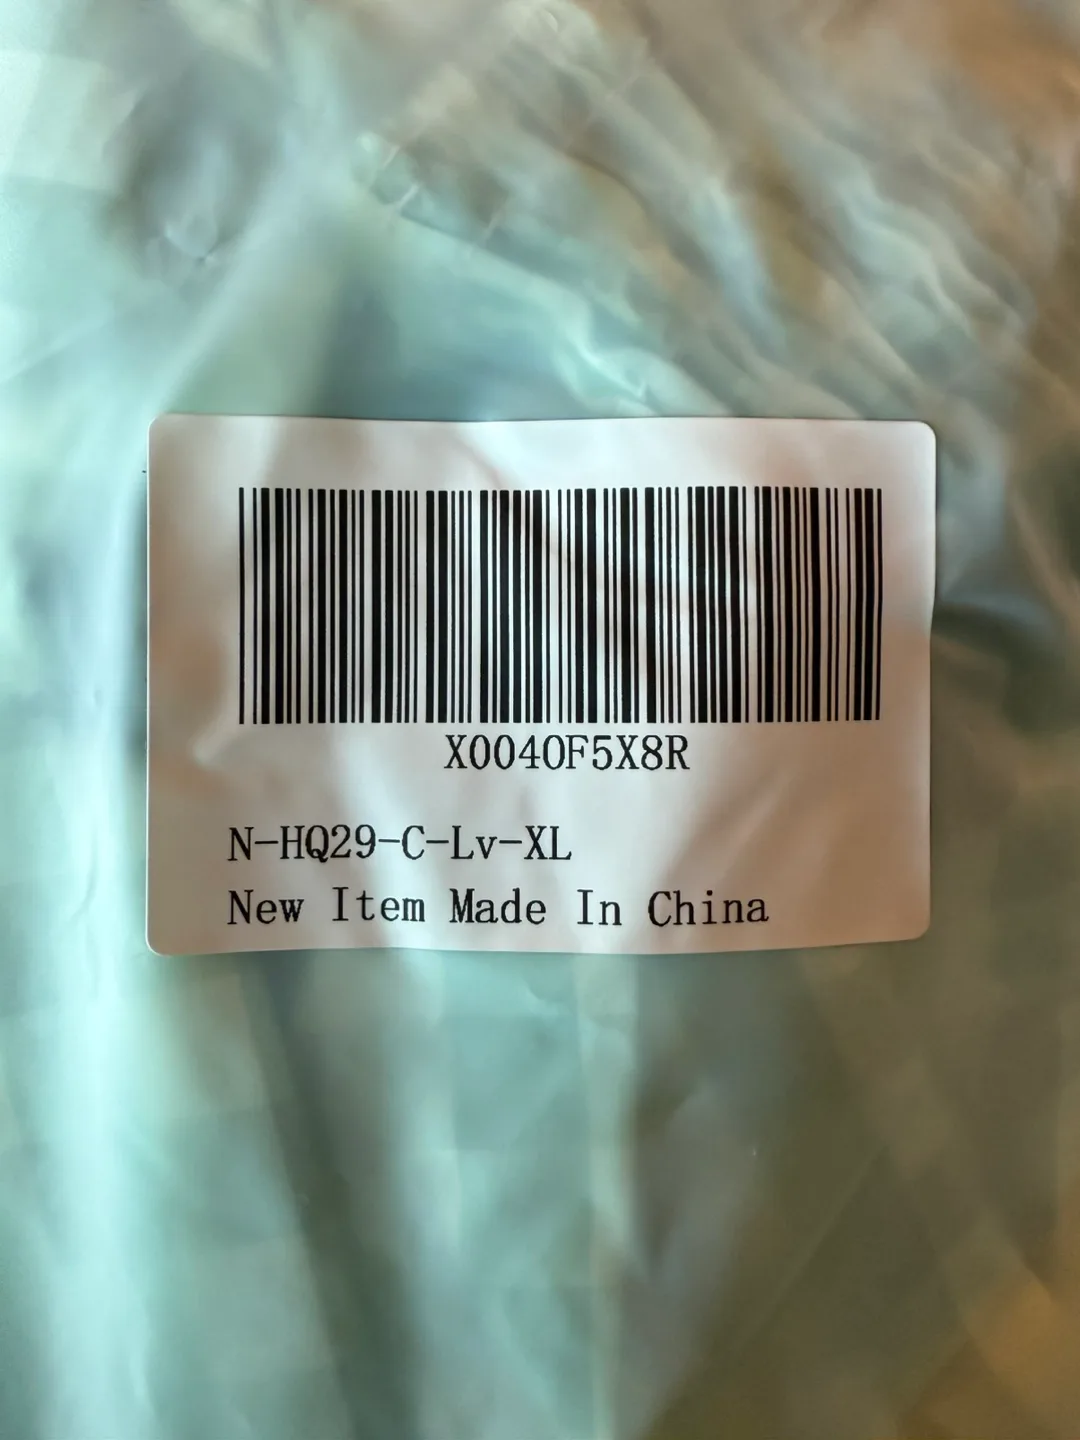 X0040F5X8R
N-HQ29-C-Lv-XL
New Item Made In China